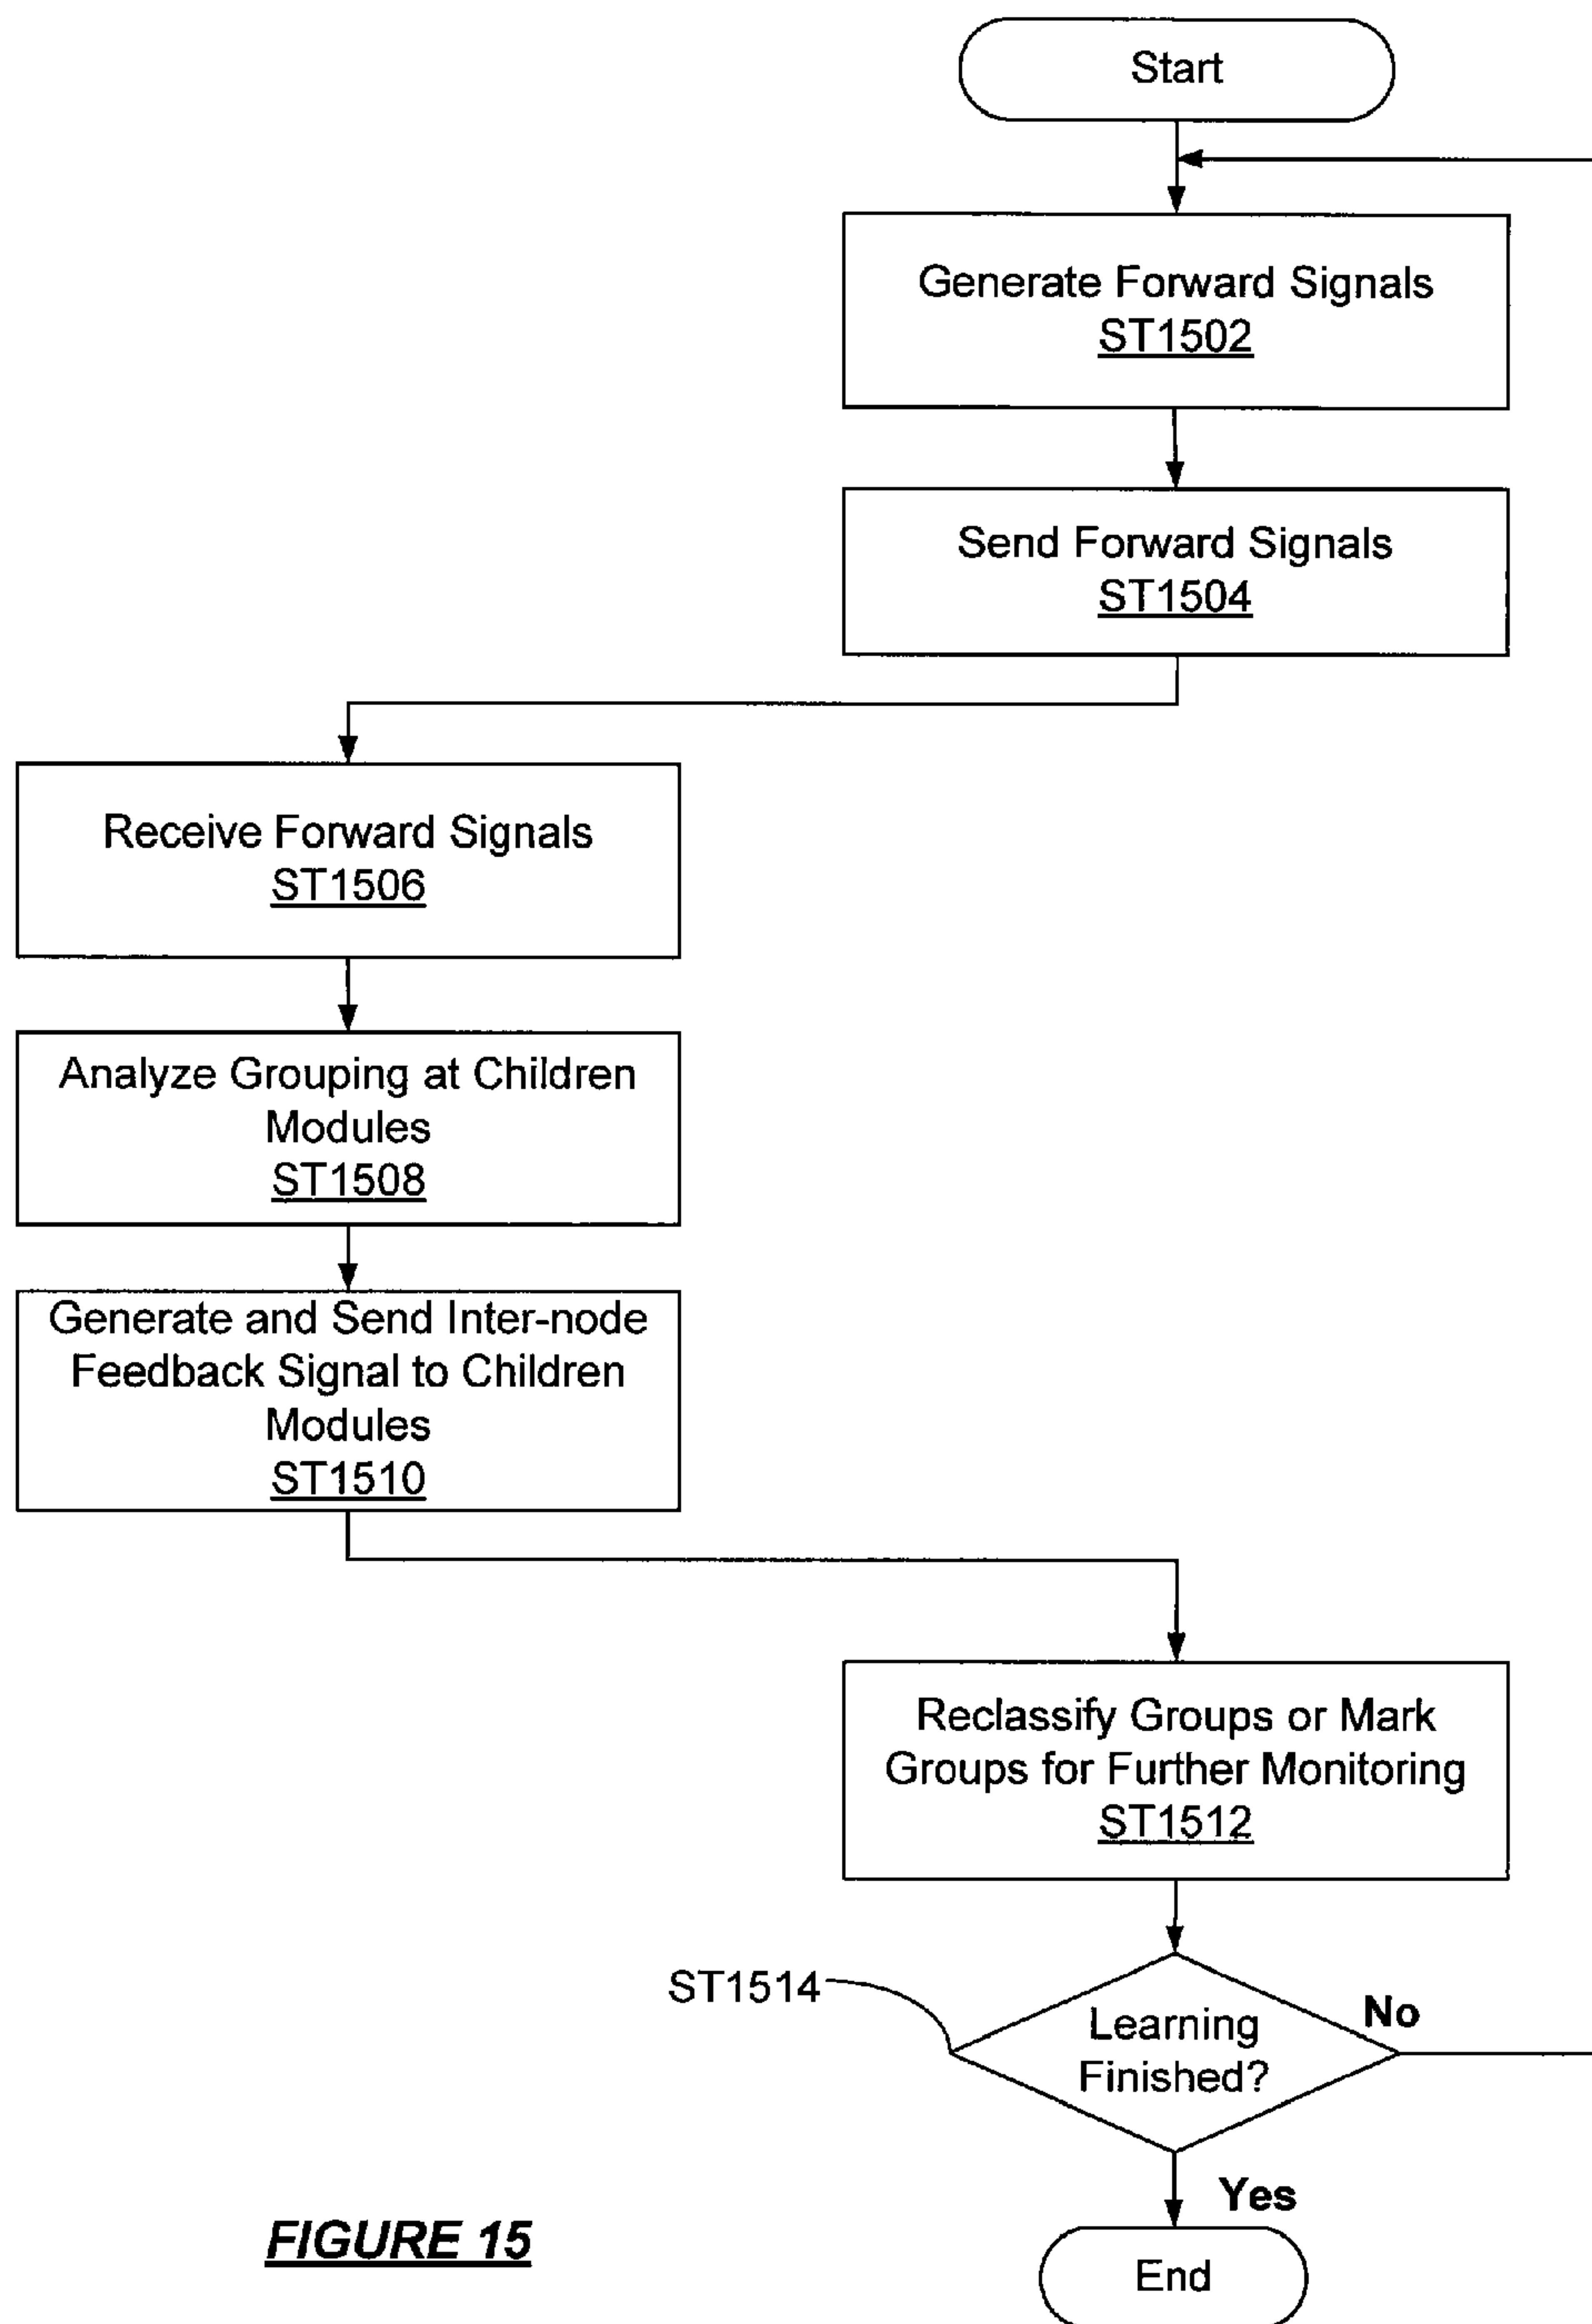 Start
Generate Forward Signals
ST1502
Send Forward Signals
ST1504
Receive Forward Signals
ST1506
Analyze Grouping at Children
Modules
ST1508
Generate and Send Inter-node
Feedback Signal to Children
Modules
ST1510
Reclassify Groups or Mark
Groups for Further Monitoring
ST1512
ST1514
Learning
Finished?
No
Yes
End
FIGURE 15